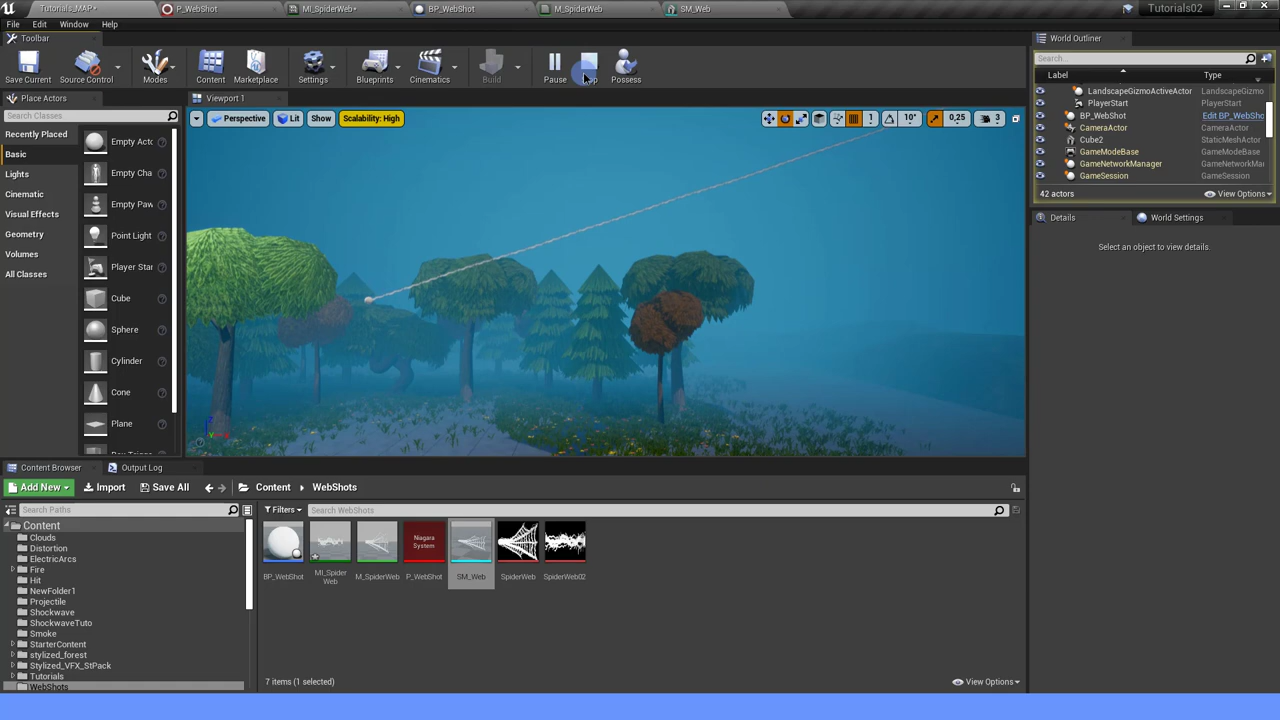 Tutorials_MAP*
P_WebShot
MI_SpiderWeb*
BP_WebShot
M_SpiderWeb
SM_Web
Tutorials02
File
Edit
Window
Help
Toolbar
Save Current
Source Control
Modes
Content
Marketplace
Settings
Blueprints
Cinematics
Build
Pause
Possess
Place Actors
Search Classes
Recently Placed
Basic
Lights
Cinematic
Visual Effects
Geometry
Volumes
All Classes
Empty Actc
Empty Cha
Empty Paw
Point Light
Player Star
Cube
Sphere
Cylinder
Cone
Plane
Viewport 1
Perspective
Lit
Show
Scalability: High
1
10°
0,25
3
World Outliner
Search...
Label
Type
LandscapeGizmoActiveActor
LandscapeGizmo
PlayerStart
PlayerStart
BP_WebShot
Edit BP_WebSho
CameraActor
CameraActor
Cube2
StaticMeshActor
GameModeBase
GameModeBase
GameNetworkManager
GameNetworkMar
GameSession
GameSession
42 actors
View Options
Details
World Settings
Select an object to view details.
Content Browser
Output Log
Add New
Import
Save All
Content
WebShots
Search Paths
Filters
Search WebShots
Content
Clouds
Distortion
ElectricArcs
Fire
Hit
NewFolder1
Projectile
Shockwave
ShockwaveTuto
Smoke
StarterContent
stylized_forest
Stylized_VFX_StPack
Tutorials
WebShots
Niagara
System
BP_WebShot
MI_Spider
Web
M_SpiderWeb
P_WebShot
SM_Web
SpiderWeb
SpiderWeb02
7 items (1 selected)
View Options